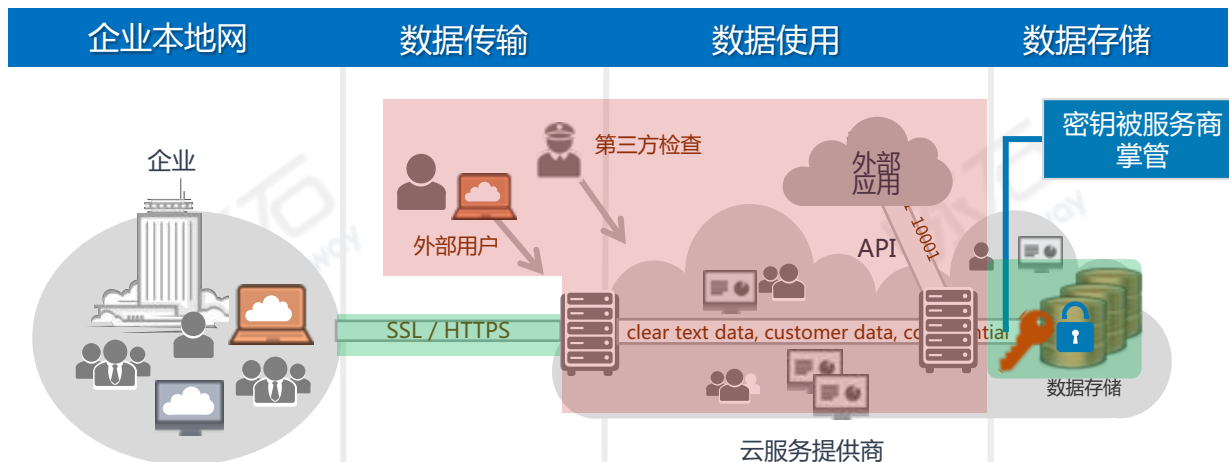 企业本地网
数据传输
数据使用
数据存储
密钥被服务商
掌管
企业
第三方检查
外部
应用
外部用户
API
10001
SSL / HTTPS
clear text data, customer data,
数据存储
云服务提供商